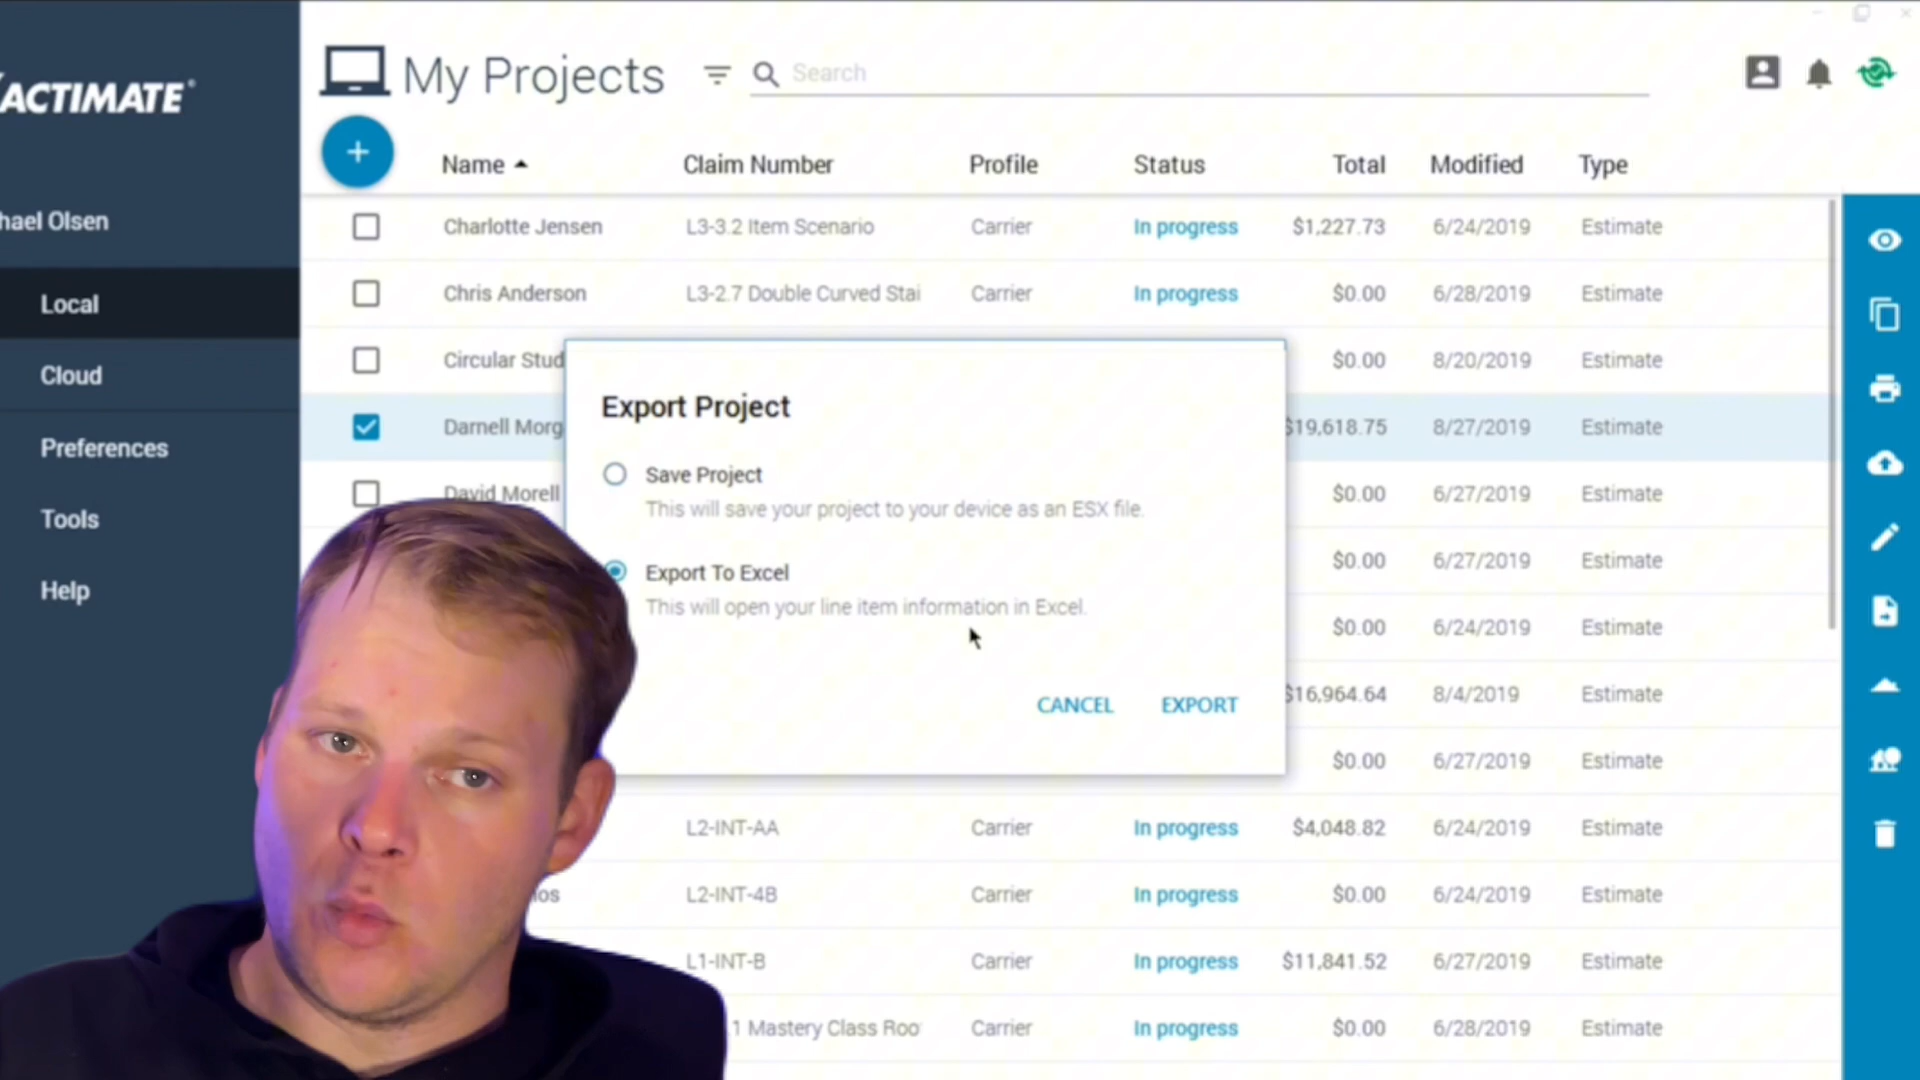 My Projects
Search
ACTIMATE®
Name Claim Number Profile Status Total Modified Type
hael Olsen
Charlotte Jensen L3-3.2 Item Scenario Carrier In progress $1,227.73 6/24/2019 Estimate
Local
Chris Anderson L3-2.7 Double Curved Stai Carrier In progress $0.00 6/28/2019 Estimate
Cloud
Circular Stud $0.00 8/20/2019 Estimate
Export Project
Darnell Morg $19,618.75 8/27/2019 Estimate
Preferences
Save Project
David Morell $0.00 6/27/2019 Estimate
This will save your project to your device as an ESX file.
Tools
$0.00 6/27/2019 Estimate
Export To Excel
Help
This will open your line item information in Excel.
$0.00 6/24/2019 Estimate
$16,964.64 8/4/2019 Estimate
CANCEL EXPORT
$0.00 6/27/2019 Estimate
L2-INT-AA Carrier In progress $4,048.82 6/24/2019 Estimate
los L2-INT-4B Carrier In progress $0.00 6/24/2019 Estimate
L1-INT-B Carrier In progress $11,841.52 6/27/2019 Estimate
.1 Mastery Class Roo Carrier In progress $0.00 6/28/2019 Estimate